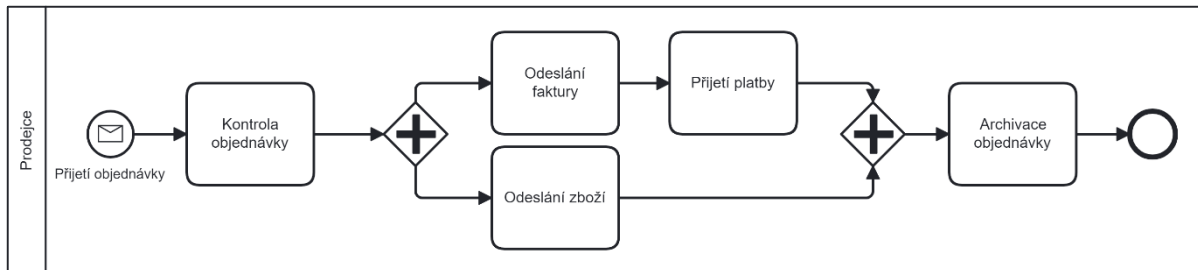 Prodejce
Přijetí objednávky
Kontrola
objednávky
Odeslání
faktury
Přijetí platby
Odeslání zboží
Archivace
objednávky